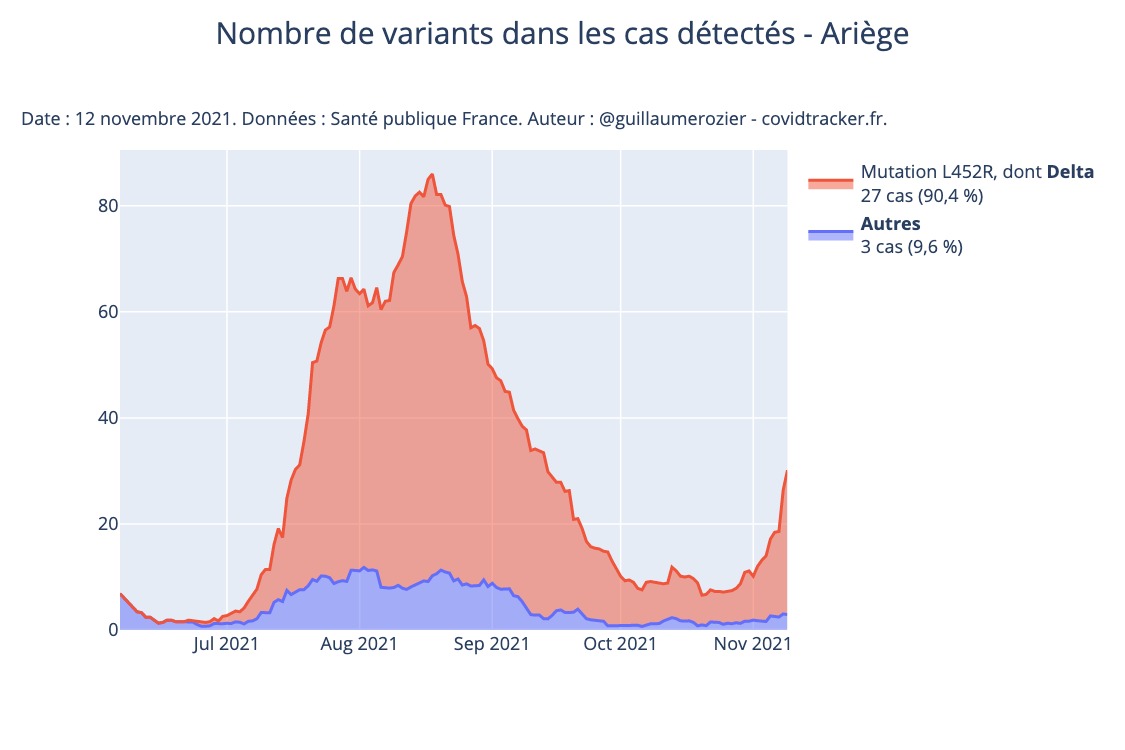 Nombre de variants dans les cas détectés - Ariège
Date : 12 novembre 2021. Données : Santé publique France. Auteur : @guillaumerozier - covidtracker.fr.
Mutation L452R, dont Delta
27 cas (90,4 %)
Autres
3 cas (9,6 %)
80
60
40
20
0
Jul 2021 Aug 2021 Sep 2021 Oct 2021 Nov 2021